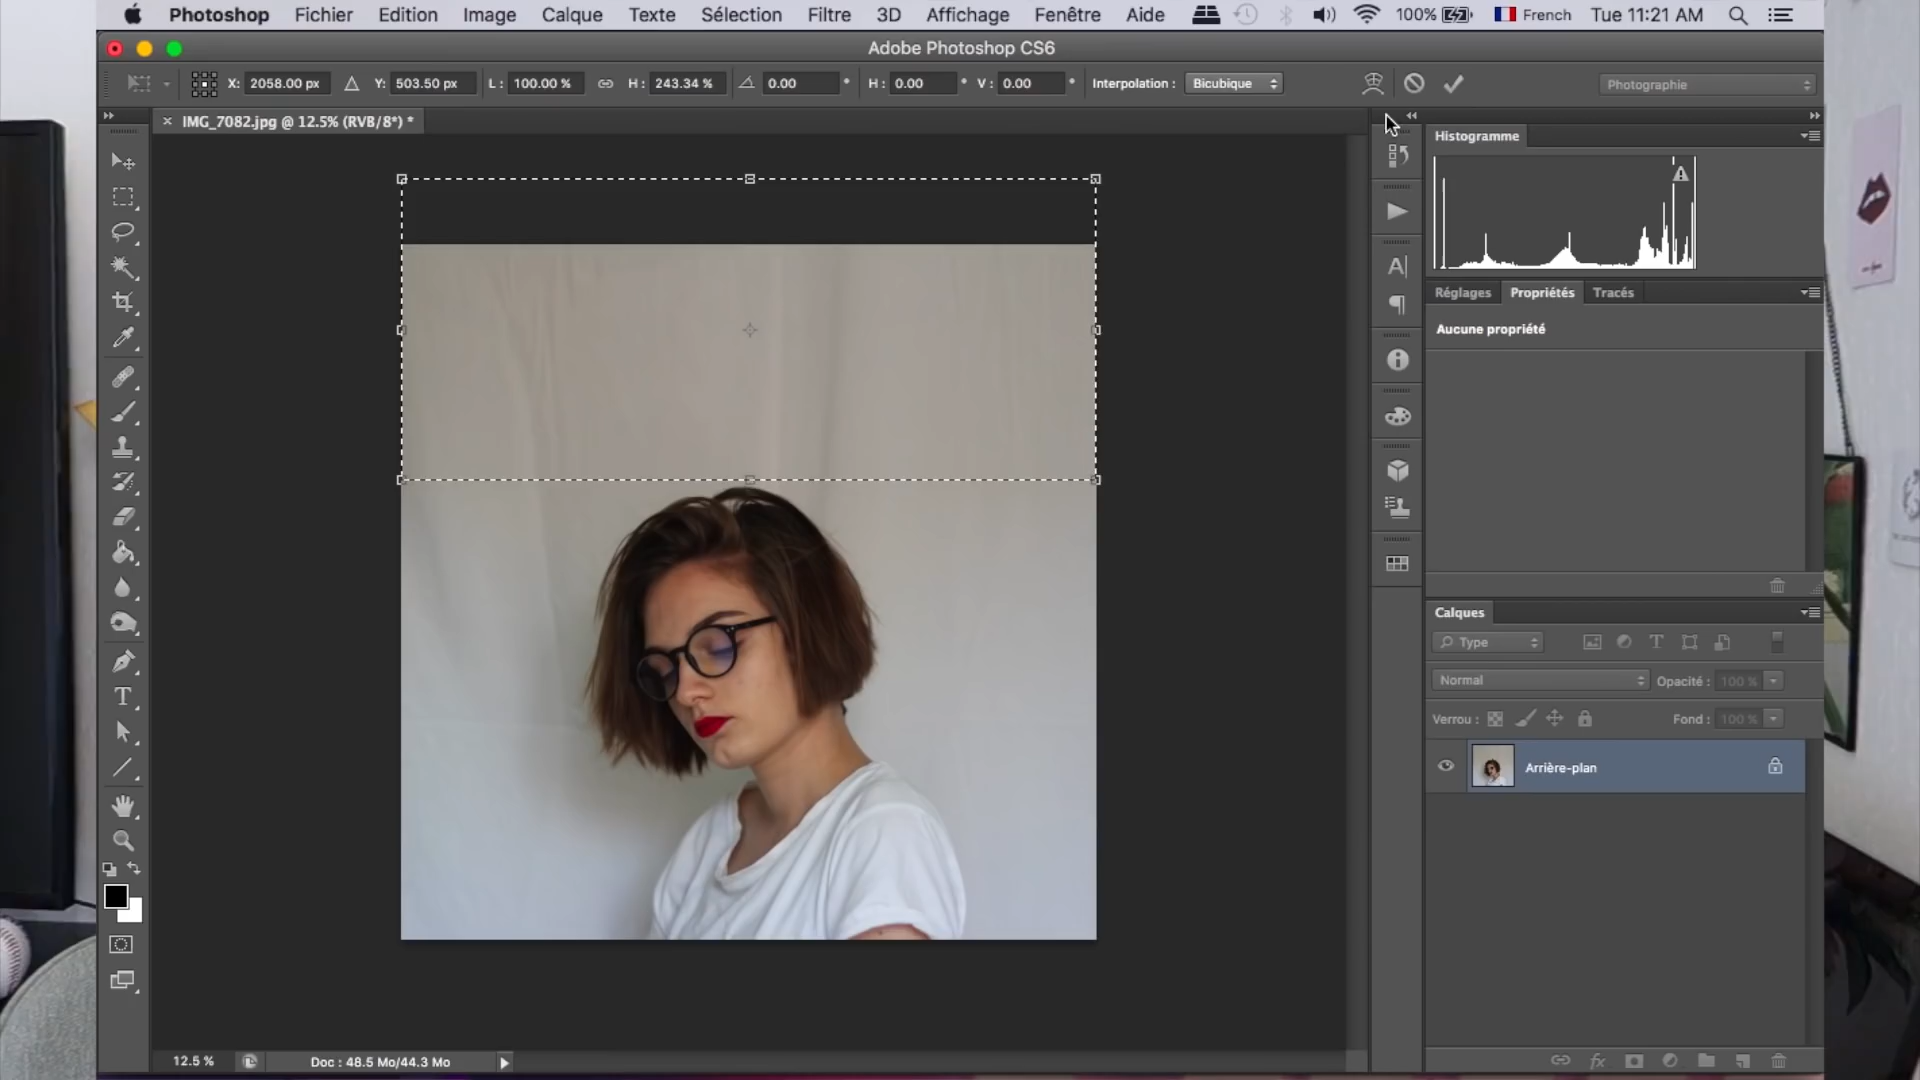 Photoshop Fichier Edition Image Calque Texte Sélection Filtre 3D Affichage Fenêtre Aide 100% French Tue 11:21 AM
Adobe Photoshop CS6
X: 2058.00 px Y: 503.50 px L : 100.00 % H : 243.34 % 0.00 ° H : 0.00 ° V : 0.00 ° Interpolation : Bicubique Photographie
× IMG_7082.jpg @ 12.5% (RVB/8*) *
Histogramme
Réglages Propriétés Tracés
Aucune propriété
Calques
Type
Normal Opacité : 100 %
Verrou : Fond : 100 %
Arrière-plan
12.5 % Doc : 48.5 Mo/44.3 Mo